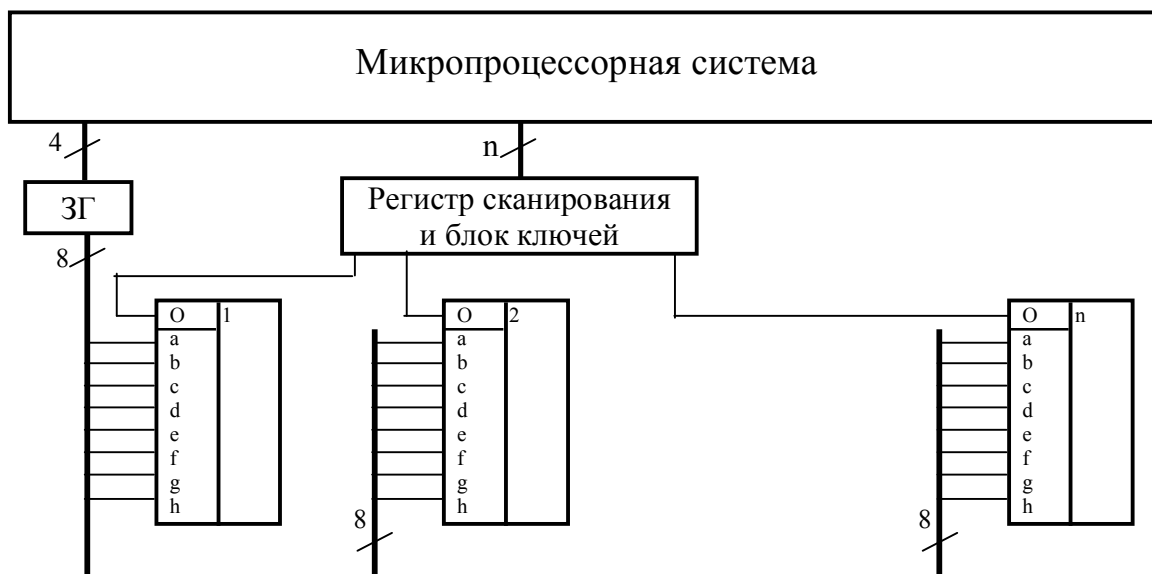 Микропроцессорная система
4
n
ЗГ
Регистр сканирования
и блок ключей
8
O 1
a
b
c
d
e
f
g
h
O 2
a
b
c
d
e
f
g
h
8
O n
a
b
c
d
e
f
g
h
8